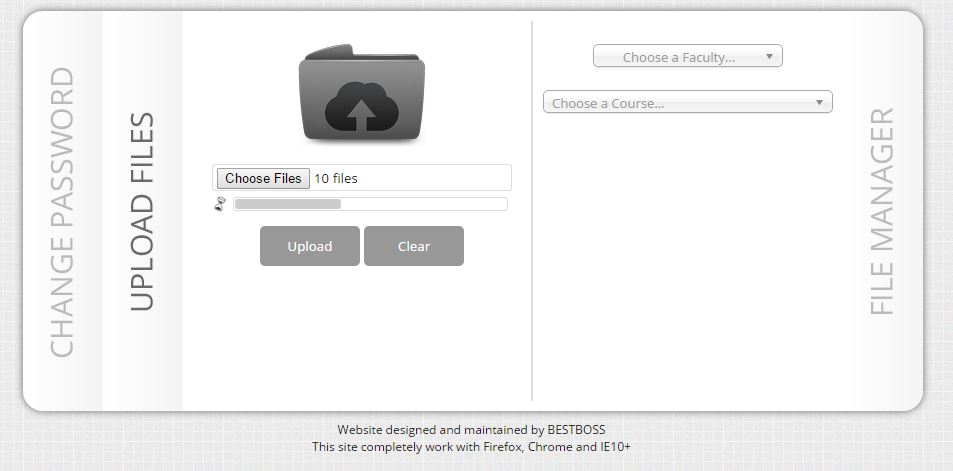 CHANGE PASSWORD
UPLOAD FILES
Choose Files 10 files
Upload Clear
Choose a Faculty...
Choose a Course...
FILE MANAGER
Website designed and maintained by BESTBOSS
This site completely work with Firefox, Chrome and IE10+